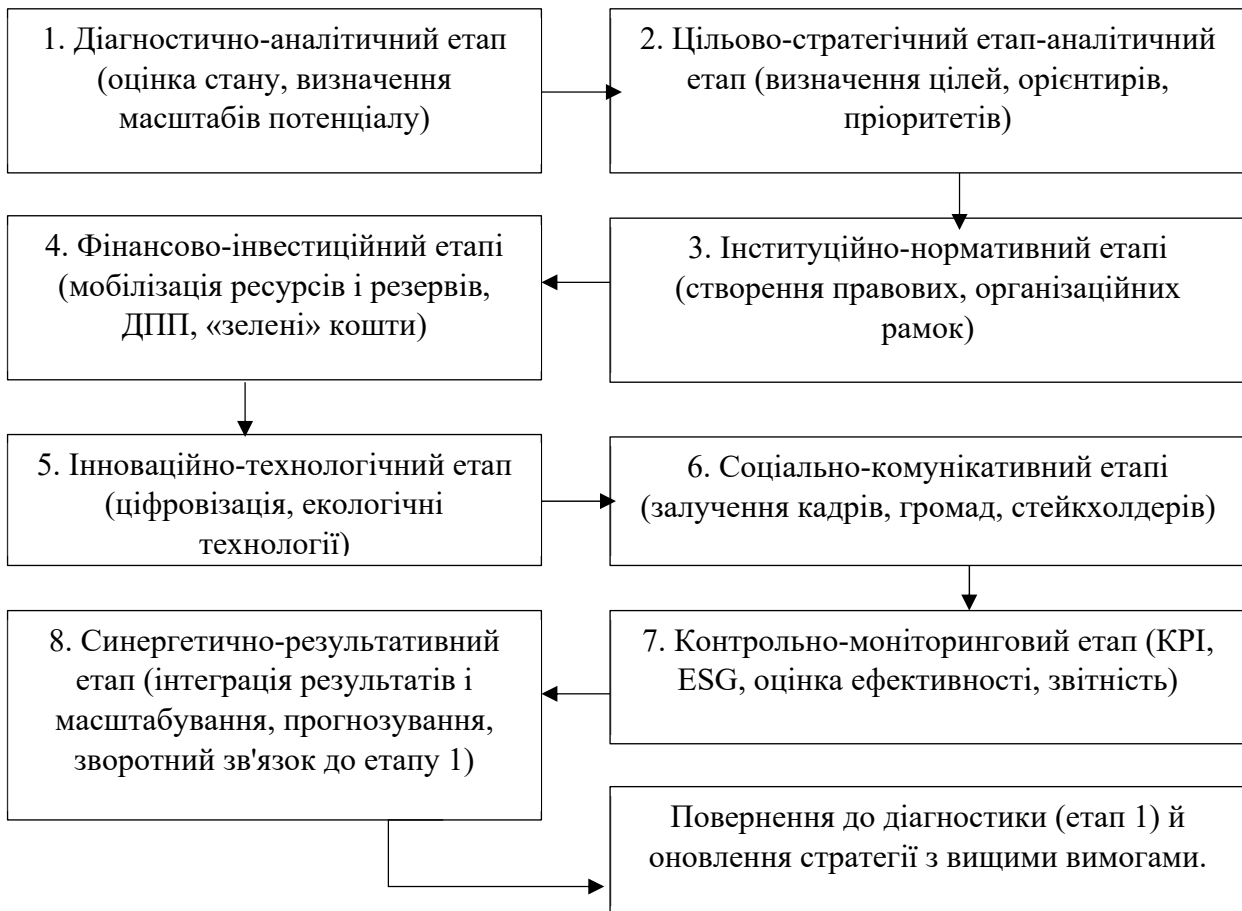 1. Діагностично-аналітичний етап
(оцінка стану, визначення
масштабів потенціалу)
2. Цільово-стратегічний етап-аналітичний
етап (визначення цілей, орієнтирів,
пріоритетів)
3. Інституційно-нормативний етапі
(створення правових, організаційних
рамок)
4. Фінансово-інвестиційний етапі
(мобілізація ресурсів і резервів,
ДПП, «зелені» кошти)
5. Інноваційно-технологічний етап
(ціфровізація, екологічні
технології)
6. Соціально-комунікативний етапі
(залучення кадрів, громад, стейкхолдерів)
7. Контрольно-моніторинговий етап (KPI,
ESG, оцінка ефективності, звітність)
8. Синергетично-результативний
етап (інтеграція результатів і
масштабування, прогнозування,
зворотний зв'язок до етапу 1)
Повернення до діагностики (етап 1) й
оновлення стратегії з вищими вимогами.